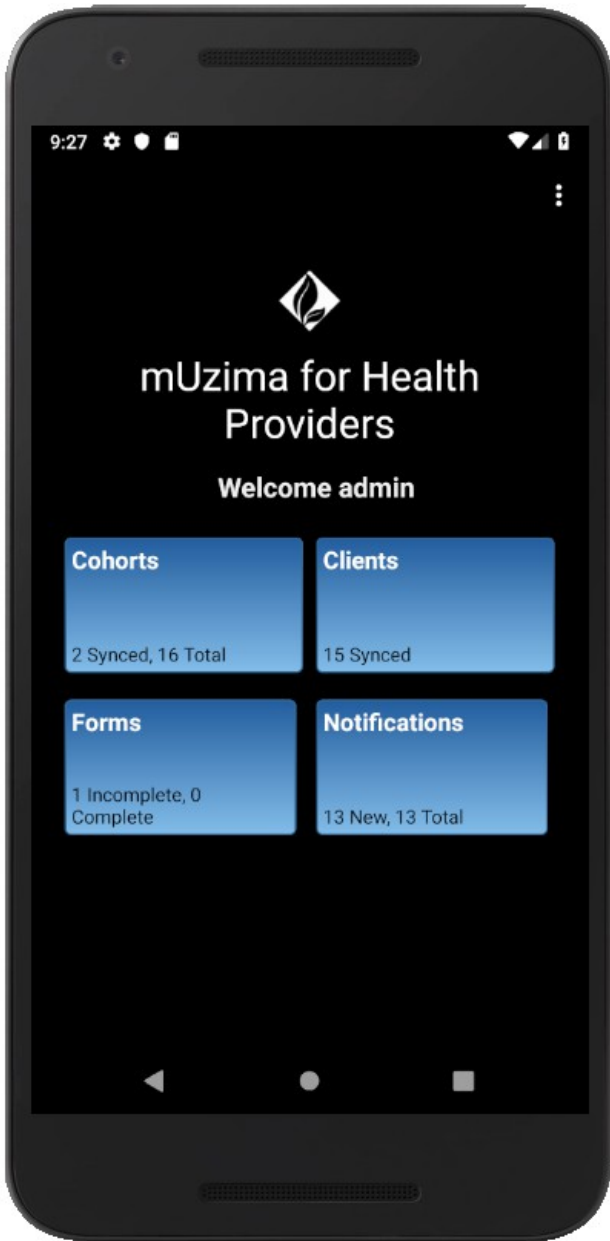 9:27
mUzima for Health
Providers
Welcome admin
Cohorts
2 Synced, 16 Total
Clients
15 Synced
Forms
1 Incomplete, 0
Complete
Notifications
13 New, 13 Total